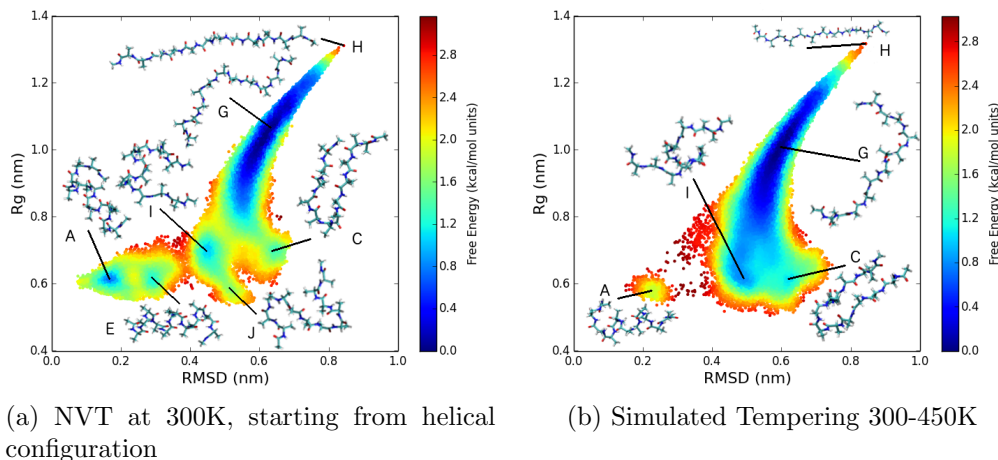 1.4
1.2
1.0
0.8
0.6
0.4
Rg (nm)
0.0 0.2 0.4 0.6 0.8 1.0
RMSD (nm)
H
G
I
A
C
E
J
2.8
2.4
2.0
1.6
1.2
0.8
0.4
0.0
Free Energy (kcal/mol units)
1.4
1.2
1.0
0.8
0.6
0.4
Rg (nm)
0.0 0.2 0.4 0.6 0.8 1.0
RMSD (nm)
H
G
I
C
A
2.8
2.4
2.0
1.6
1.2
0.8
0.4
0.0
Free Energy (kcal/mol units)
(a) NVT at 300K, starting from helical
configuration
(b) Simulated Tempering 300-450K